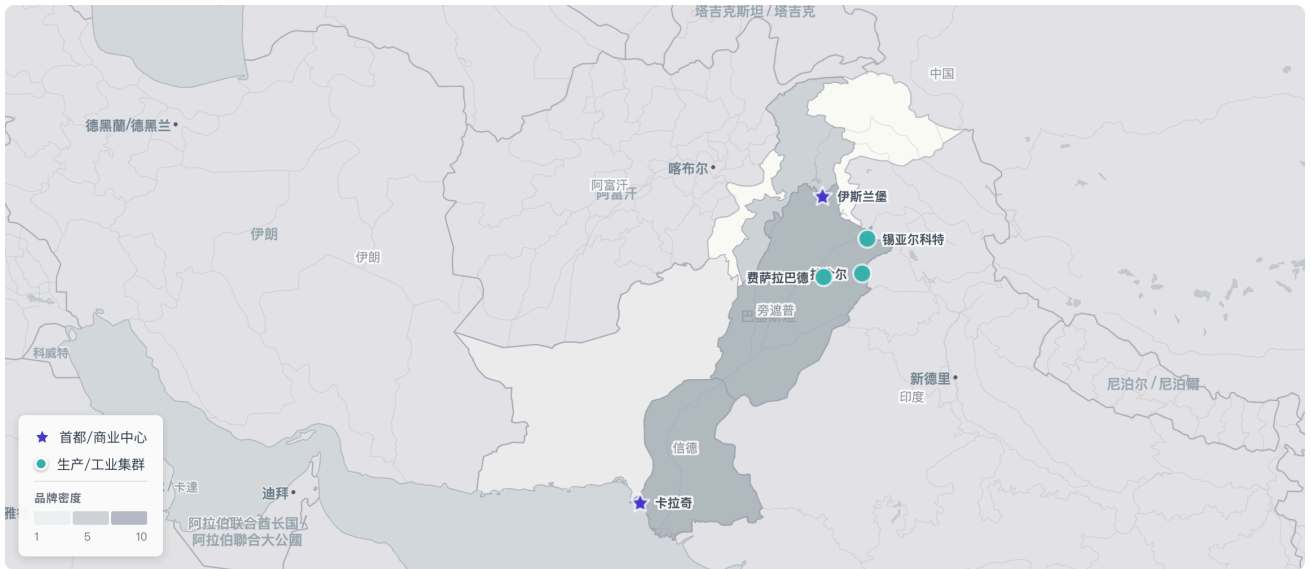 塔吉克斯坦 / 塔吉克
中国
德黑蘭/德黑兰
喀布尔
阿富汗
阿富汗
伊斯兰堡
伊朗
锡亚尔科特
伊朗
费萨拉巴德
旁遮普
科威特
新德里
尼泊尔 / 尼泊爾
印度
首都/商业中心
生产/工业集群
品牌密度
1 5 10
信德
/ 卡達
迪拜
卡拉奇
阿拉伯联合酋长国 /
阿拉伯聯合大公國